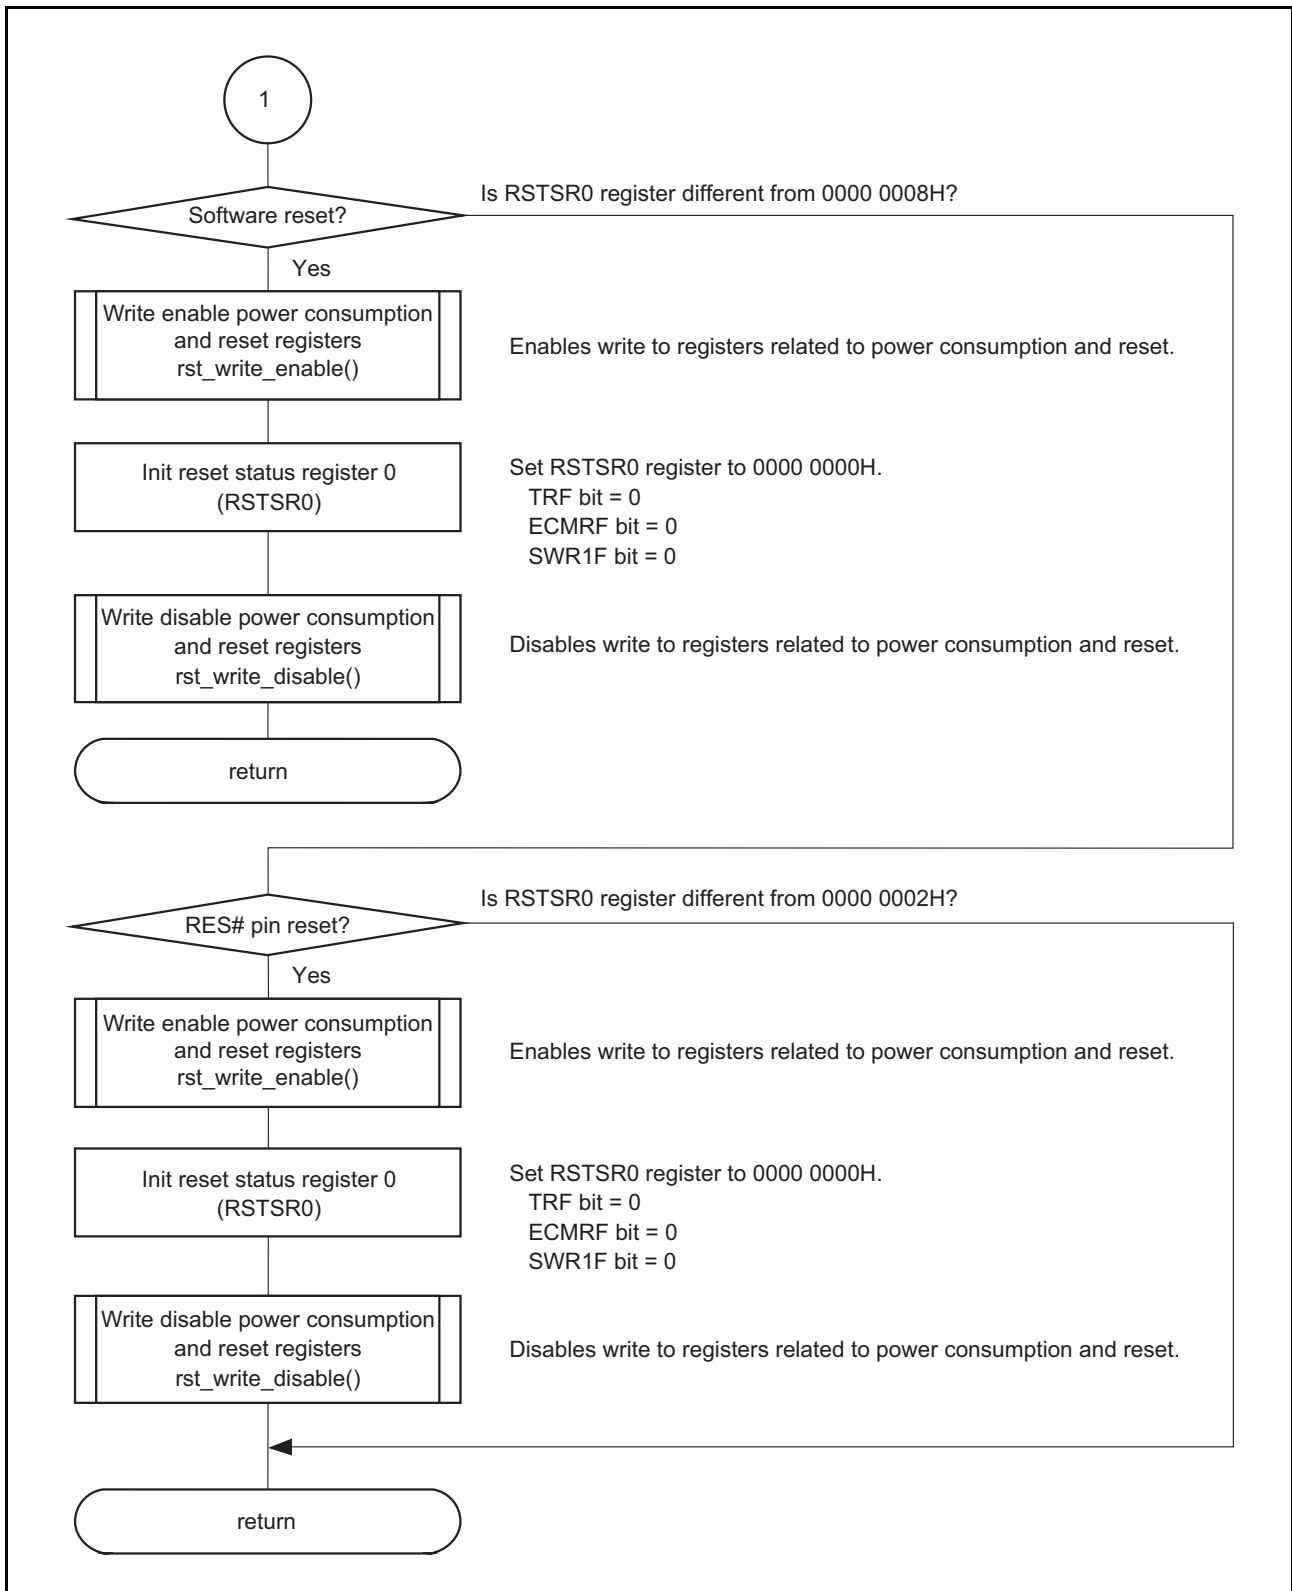 1
Is RSTSR0 register different from 0000 0008H?
Software reset?
Yes
Write enable power consumption
and reset registers
rst_write_enable()
Enables write to registers related to power consumption and reset.
Init reset status register 0
(RSTSR0)
Set RSTSR0 register to 0000 0000H.
TRF bit = 0
ECMRF bit = 0
SWR1F bit = 0
Write disable power consumption
and reset registers
rst_write_disable()
Disables write to registers related to power consumption and reset.
return
Is RSTSR0 register different from 0000 0002H?
RES# pin reset?
Yes
Write enable power consumption
and reset registers
rst_write_enable()
Enables write to registers related to power consumption and reset.
Init reset status register 0
(RSTSR0)
Set RSTSR0 register to 0000 0000H.
TRF bit = 0
ECMRF bit = 0
SWR1F bit = 0
Write disable power consumption
and reset registers
rst_write_disable()
Disables write to registers related to power consumption and reset.
return